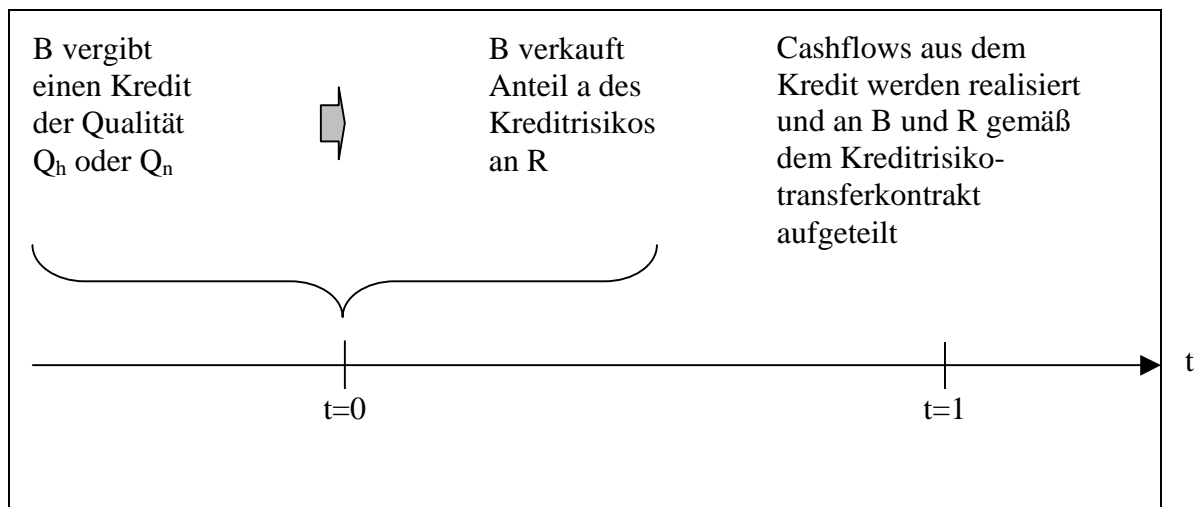 B vergibt
einen Kredit
der Qualität
Qₕ oder Qₙ
B verkauft
Anteil a des
Kreditrisikos
an R
Cashflows aus dem
Kredit werden realisiert
und an B und R gemäß
dem Kreditrisiko-
transferkontrakt
aufgeteilt
t
t=0
t=1